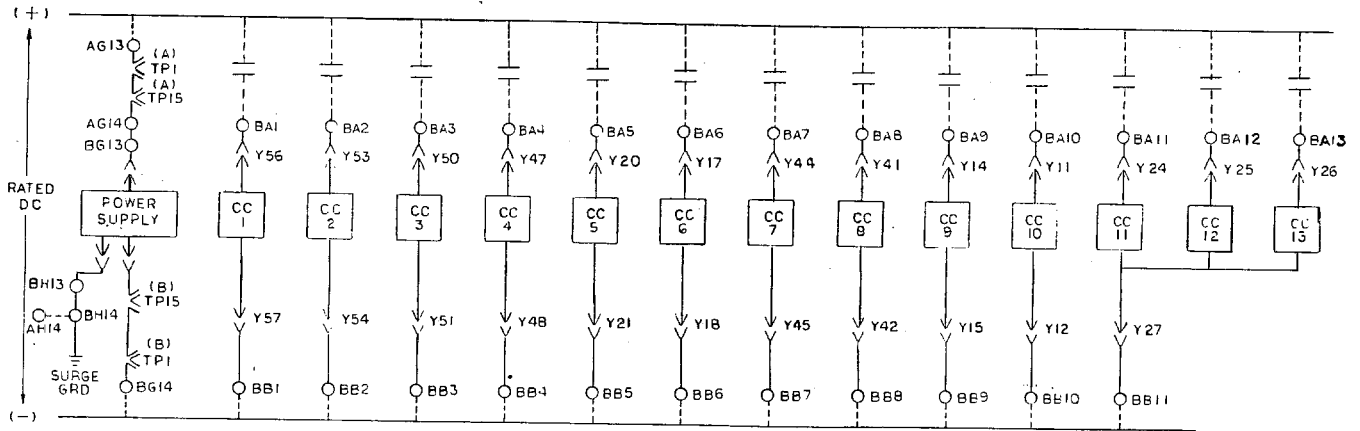 (+)
AG13
(A)
TP1
(A)
TP15
AG14
BG13
BA1
BA2
BA3
BA4
BA5
BA6
BA7
BA8
BA9
BA10
BA11
BA12
BA13
Y56
Y53
Y50
Y47
Y20
Y17
Y44
Y41
Y14
Y11
Y24
Y25
Y26
RATED
DC
POWER
SUPPLY
CC
1
CC
2
CC
3
CC
4
CC
5
CC
6
CC
7
CC
8
CC
9
CC
10
CC
11
CC
12
CC
13
BH13
(B)
TP15
AH14
BH14
Y57
Y54
Y51
Y48
Y21
Y18
Y45
Y42
Y15
Y12
Y27
(B)
TP1
SURGE
GRD
BG14
BB1
BB2
BB3
BB4
BB5
BB6
BB7
BB8
BB9
BB10
BB11
(-)